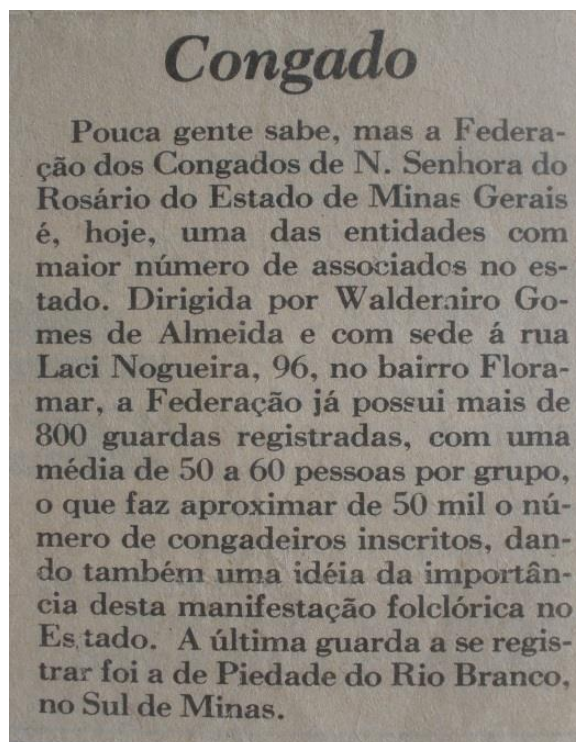 Congado
Pouca gente sabe, mas a Federa-
ção dos Congados de N. Senhora do
Rosário do Estado de Minas Gerais
é, hoje, uma das entidades com
maior número de associados no es-
tado. Dirigida por Waldemiro Go-
mes de Almeida e com sede á rua
Laci Nogueira, 96, no bairro Flora-
mar, a Federação já possui mais de
800 guardas registradas, com uma
média de 50 a 60 pessoas por grupo,
o que faz aproximar de 50 mil o nú-
mero de congadeiros inscritos, dan-
do também uma idéia da importân-
cia desta manifestação folclórica no
Estado. A última guarda a se regis-
trar foi a de Piedade do Rio Branco,
no Sul de Minas.